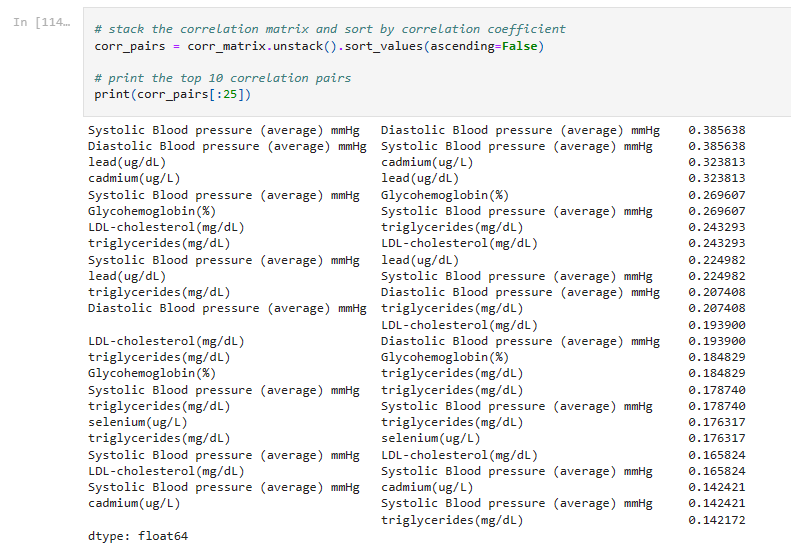 In [114…
# stack the correlation matrix and sort by correlation coefficient
corr_pairs = corr_matrix.unstack().sort_values(ascending=False)
# print the top 10 correlation pairs
print(corr_pairs[:25])
Systolic Blood pressure (average) mmHg Diastolic Blood pressure (average) mmHg 0.385638
Diastolic Blood pressure (average) mmHg Systolic Blood pressure (average) mmHg 0.385638
lead(ug/dL) cadmium(ug/L) 0.323813
cadmium(ug/L) lead(ug/dL) 0.323813
Systolic Blood pressure (average) mmHg Glycohemoglobin(%) 0.269607
Glycohemoglobin(%) Systolic Blood pressure (average) mmHg 0.269607
LDL-cholesterol(mg/dL) triglycerides(mg/dL) 0.243293
triglycerides(mg/dL) LDL-cholesterol(mg/dL) 0.243293
Systolic Blood pressure (average) mmHg lead(ug/dL) 0.224982
lead(ug/dL) Systolic Blood pressure (average) mmHg 0.224982
triglycerides(mg/dL) Diastolic Blood pressure (average) mmHg 0.207408
Diastolic Blood pressure (average) mmHg triglycerides(mg/dL) 0.207408
LDL-cholesterol(mg/dL) 0.193900
LDL-cholesterol(mg/dL) Diastolic Blood pressure (average) mmHg 0.193900
triglycerides(mg/dL) Glycohemoglobin(%) 0.184829
Glycohemoglobin(%) triglycerides(mg/dL) 0.184829
Systolic Blood pressure (average) mmHg triglycerides(mg/dL) 0.178740
triglycerides(mg/dL) Systolic Blood pressure (average) mmHg 0.178740
selenium(ug/L) triglycerides(mg/dL) 0.176317
triglycerides(mg/dL) selenium(ug/L) 0.176317
Systolic Blood pressure (average) mmHg LDL-cholesterol(mg/dL) 0.165824
LDL-cholesterol(mg/dL) Systolic Blood pressure (average) mmHg 0.165824
Systolic Blood pressure (average) mmHg cadmium(ug/L) 0.142421
cadmium(ug/L) Systolic Blood pressure (average) mmHg 0.142421
triglycerides(mg/dL) 0.142172
dtype: float64